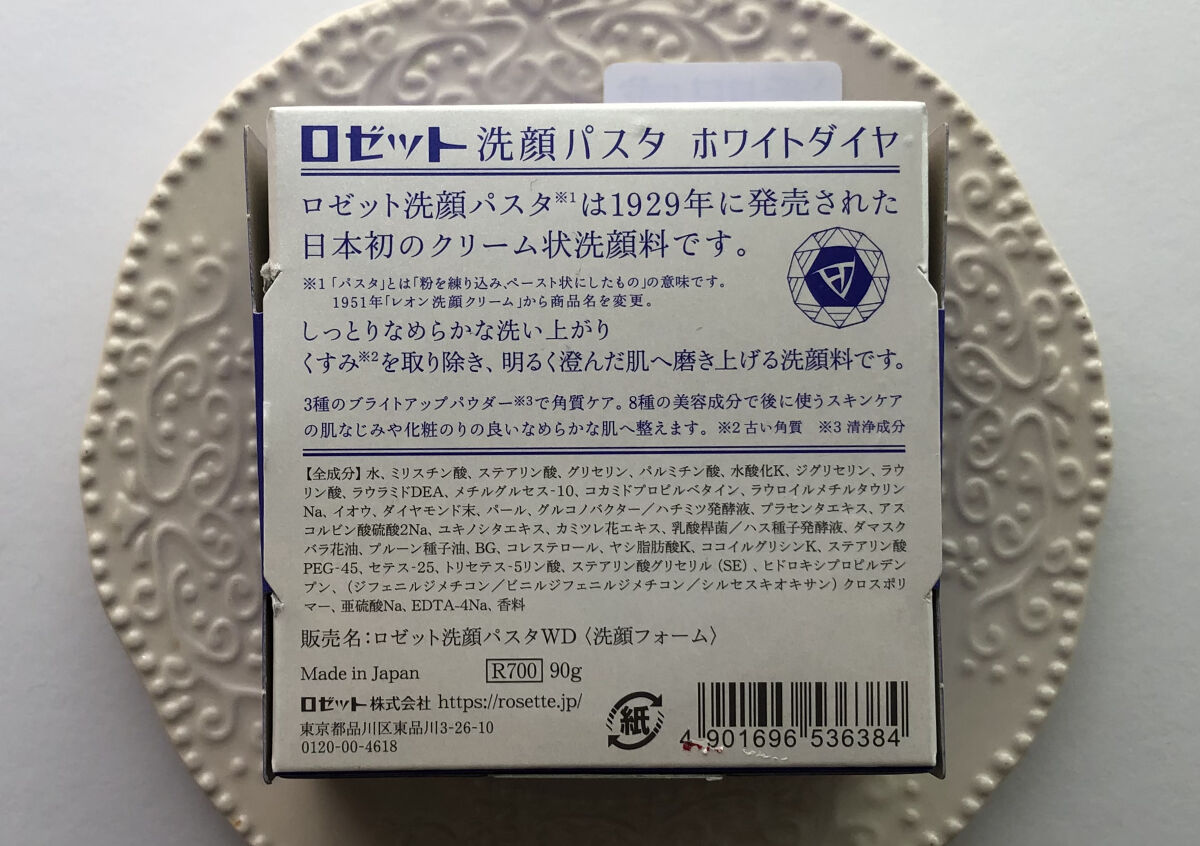 ロゼット 洗顔パスタ ホワイトダイヤ
ロゼット洗顔パスタ※1は1929年に発売された
日本初のクリーム状洗顔料です。
※1「パスタ」とは「粉を練り込み、ペースト状にしたもの」の意味です。
1951年「レオン洗顔クリーム」から商品名を変更。
しっとりなめらかな洗い上がり
くすみ※2を取り除き、明るく澄んだ肌へ磨き上げる洗顔料です。
3種のブライトアップパウダー※3で角質ケア。8種の美容成分で後に使うスキンケア
の肌なじみや化粧のりの良いなめらかな肌へ整えます。※2 古い角質 ※3 清浄成分
【全成分】水、ミリスチン酸、ステアリン酸、グリセリン、パルミチン酸、水酸化K、ジグリセリン、ラウ
リン酸、ラウラミドDEA、メチルグルセス-10、コカミドプロピルベタイン、ラウロイルメチルタウリン
Na、イオウ、ダイヤモンド末、パール、グルコノバクター/ハチミツ発酵液、プラセンタエキス、アス
コルビン酸硫酸2Na、ユキノシタエキス、カミツレ花エキス、乳酸桿菌/ハス種子発酵液、ダマスク
バラ花油、プルーン種子油、BG、コレステロール、ヤシ脂肪酸K、ココイルグリシンK、ステアリン酸
PEG-45、セテス-25、トリセテス-5リン酸、ステアリン酸グリセリル(SE)、ヒドロキシプロピルデン
プン、(ジフェニルジメチコン/ビニルジフェニルジメチコン/シルセスキオキサン)クロスポリ
マー、亜硫酸Na、EDTA-4Na、香料
販売名:ロゼット洗顔パスタWD〈洗顔フォーム〉
Made in Japan R700 90g
ロゼット株式会社 https://rosette.jp/
東京都品川区東品川3-26-10
0120-00-4618
紙
4 901696 536384